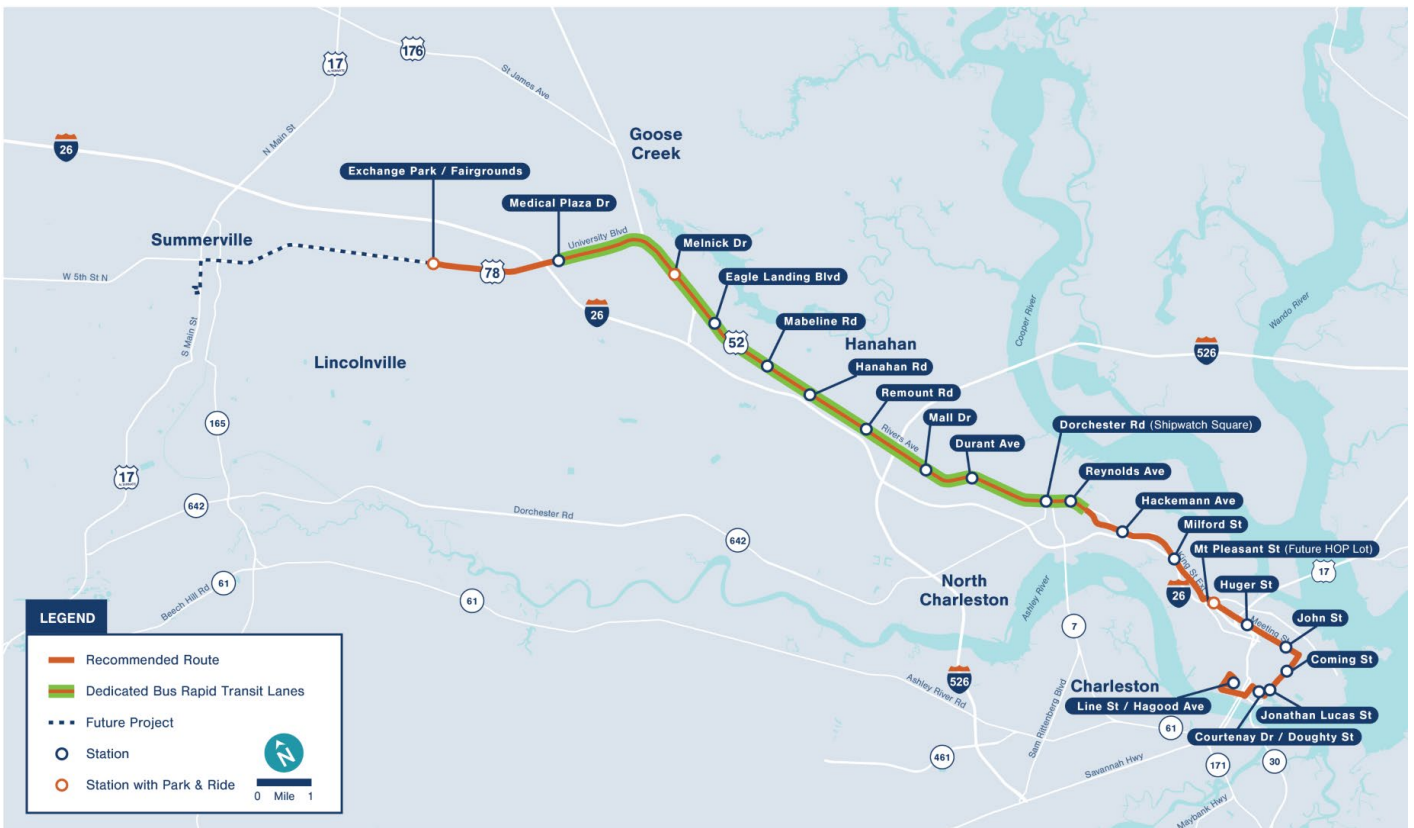 176
17
ALTERNATE
St James Ave
N Main St
26
Goose
Creek
Exchange Park / Fairgrounds
Medical Plaza Dr
University Blvd
Summerville
Melnick Dr
W 5th St N
78
Eagle Landing Blvd
26
Mabeline Rd
52
Hanahan
Cooper River
Wando River
S Main St
Lincolnville
Hanahan Rd
526
Remount Rd
165
Rivers Ave
Mall Dr
Dorchester Rd (Shipwatch Square)
Durant Ave
17
ALTERNATE
Reynolds Ave
642
Dorchester Rd
Hackemann Ave
642
Milford St
Mt Pleasant St (Future HOP Lot)
King St Ext
17
61
Beech Hill Rd
61
North
Charleston
Ashley River
26
Huger St
Meeting St
John St
7
Coming St
526
Ashley River Rd
Sam Rittenberg Blvd
Charleston
Line St / Hagood Ave
Jonathan Lucas St
61
Courtenay Dr / Doughty St
461
Savannah Hwy
171
30
Maybank Hwy
LEGEND
Recommended Route
Dedicated Bus Rapid Transit Lanes
Future Project
Station
Station with Park & Ride
N
0 Mile 1